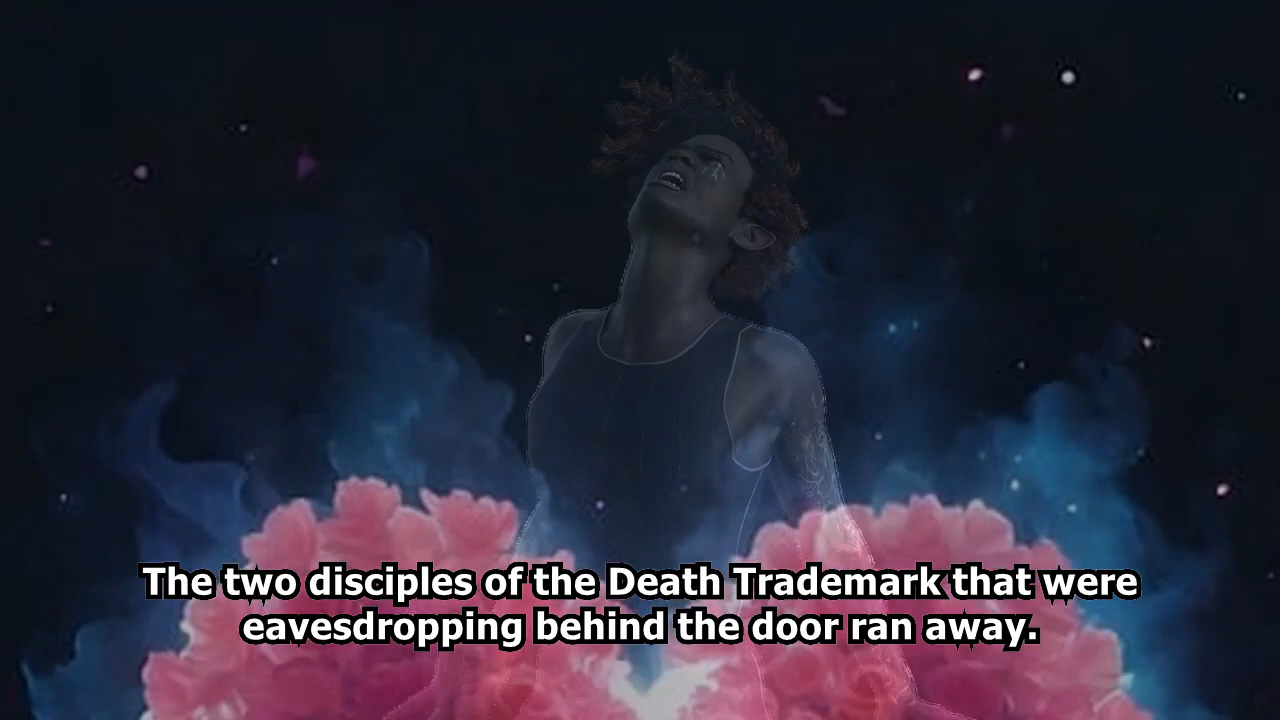 The two disciples of the Death Trademark that were
eavesdropping behind the door ran away.